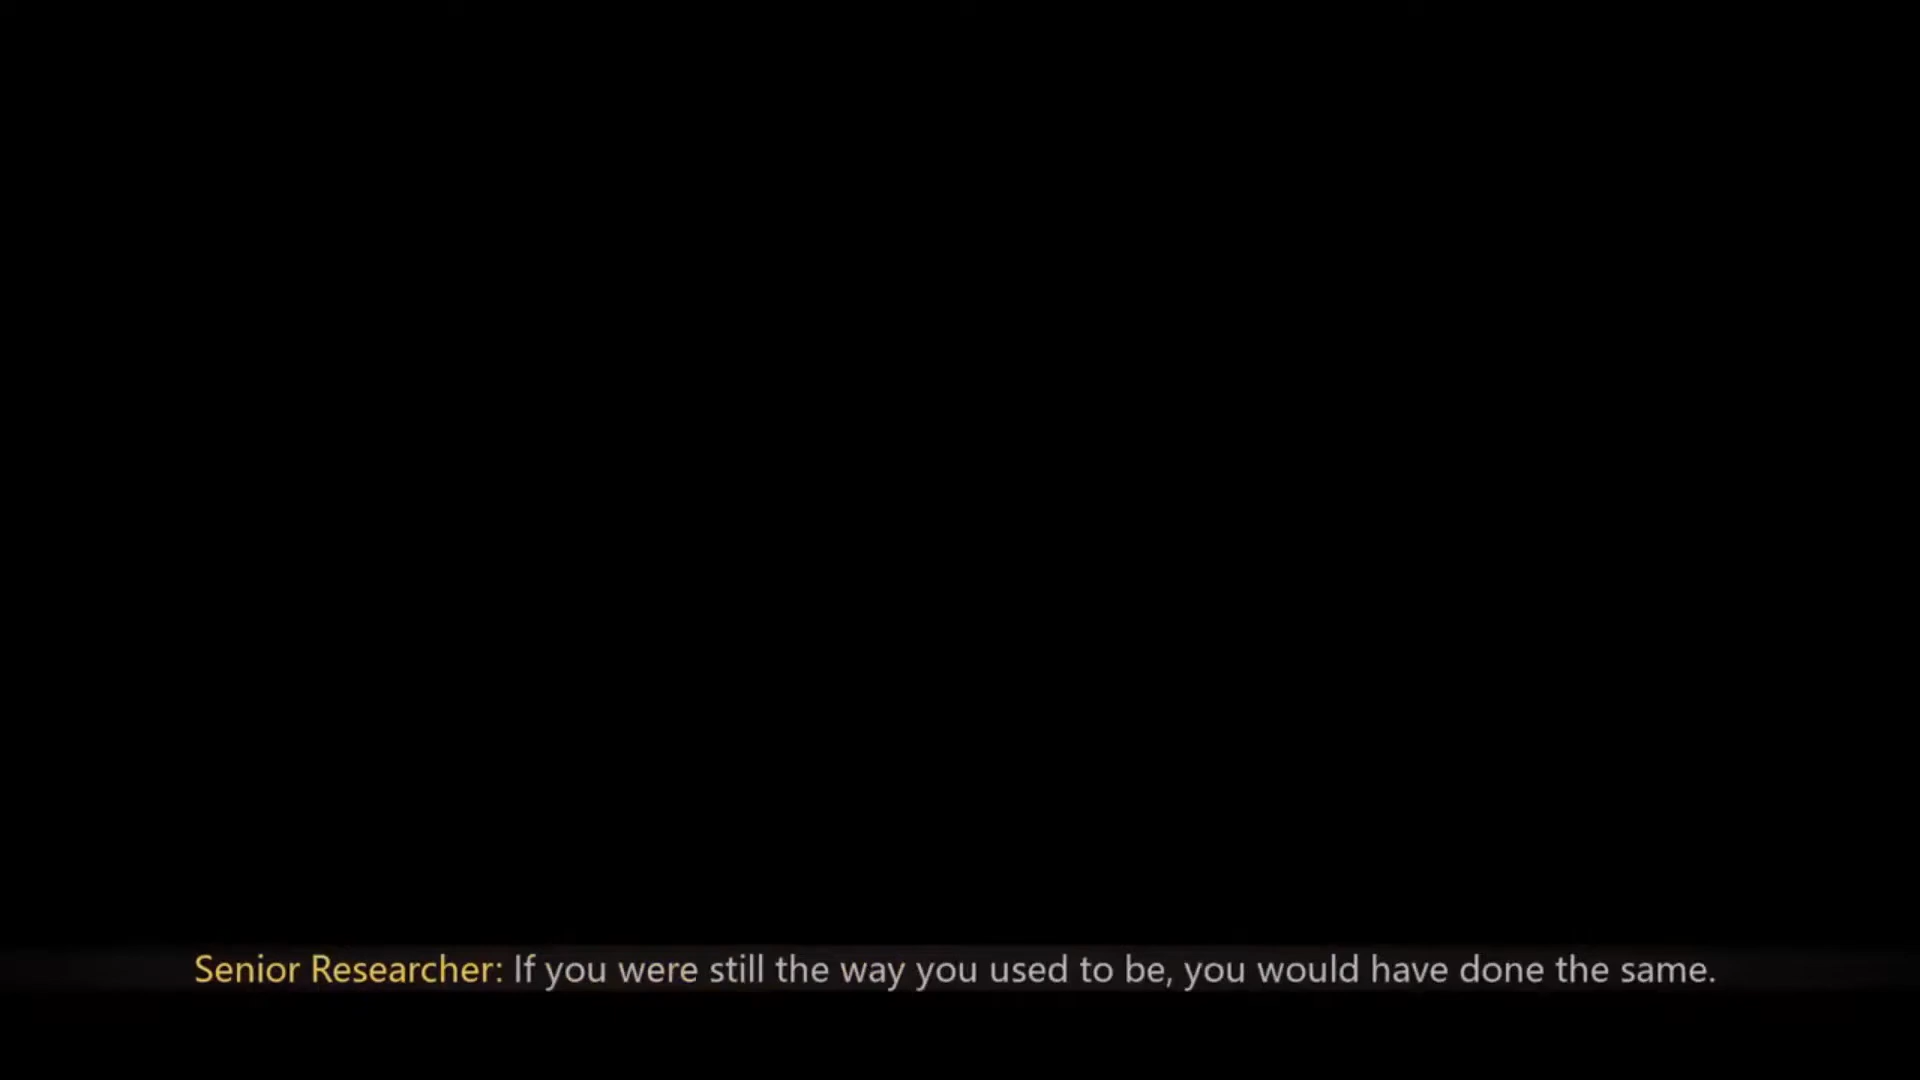 Senior Researcher: If you were still the way you used to be, you would have done the same.